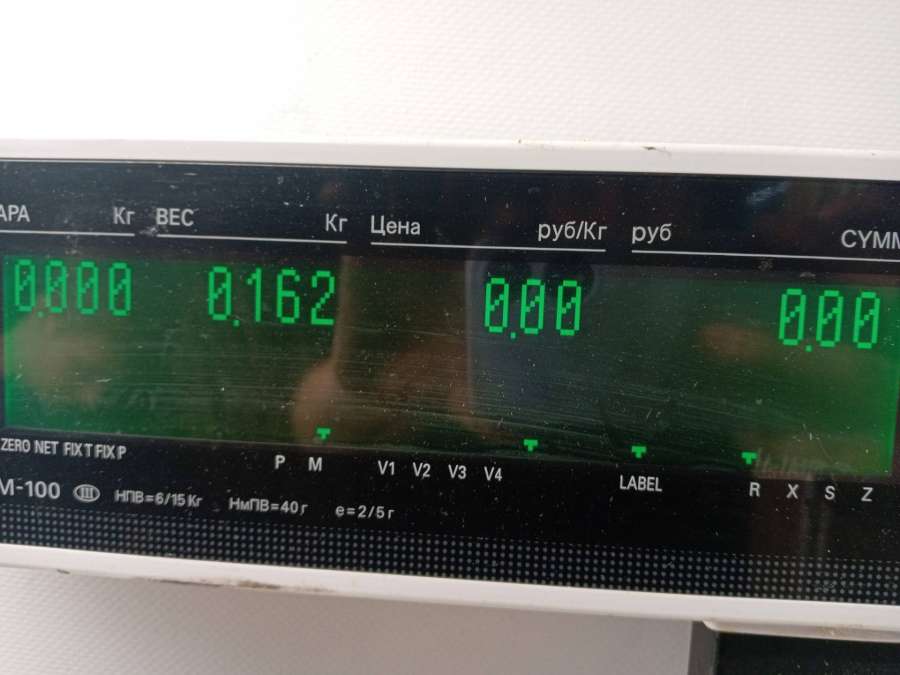 АРА Кг ВЕС Кг Цена руб/Кг руб СУММ
0.000 0.162 0.00 0.00
ZERO NET FIX T FIX P P M V1 V2 V3 V4 LABEL R X S Z
М-100 III НПВ=6/15 Кг НмПВ=40 г e=2/5 г